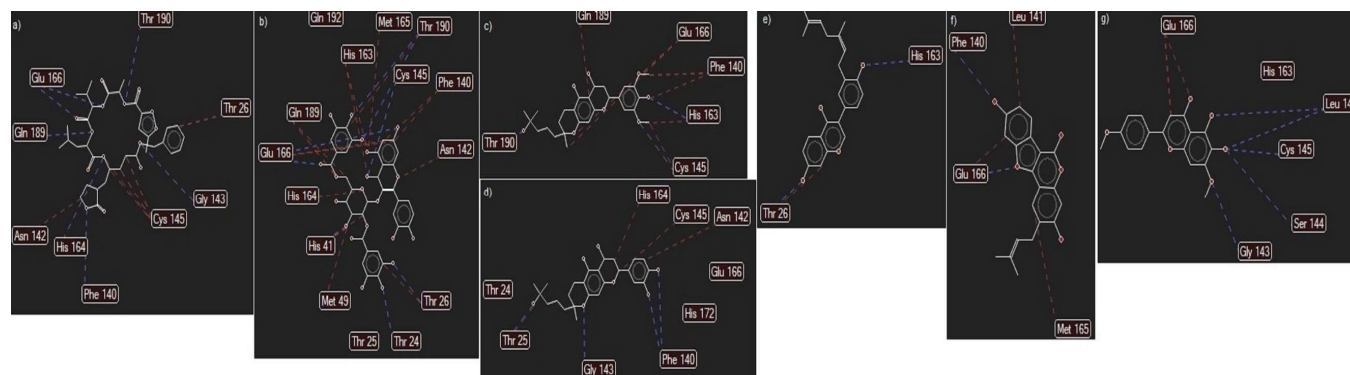 a)
Thr 190
Glu 166
Thr 26
Gln 189
Gly 143
Cys 145
Asn 142
His 164
Phe 140
b)
Gln 192
Met 165
Thr 190
His 163
Cys 145
Phe 140
Gln 189
Glu 166
Asn 142
His 164
His 41
Met 49
Thr 26
Thr 25
Thr 24
c)
Gln 189
Glu 166
Phe 140
His 163
Thr 190
Cys 145
d)
His 164
Cys 145
Asn 142
Glu 166
Thr 24
His 172
Thr 25
Phe 140
Gly 143
e)
His 163
Thr 26
f)
Leu 141
Phe 140
Glu 166
Met 165
g)
Glu 166
His 163
Leu
Cys 145
Ser 144
Gly 143